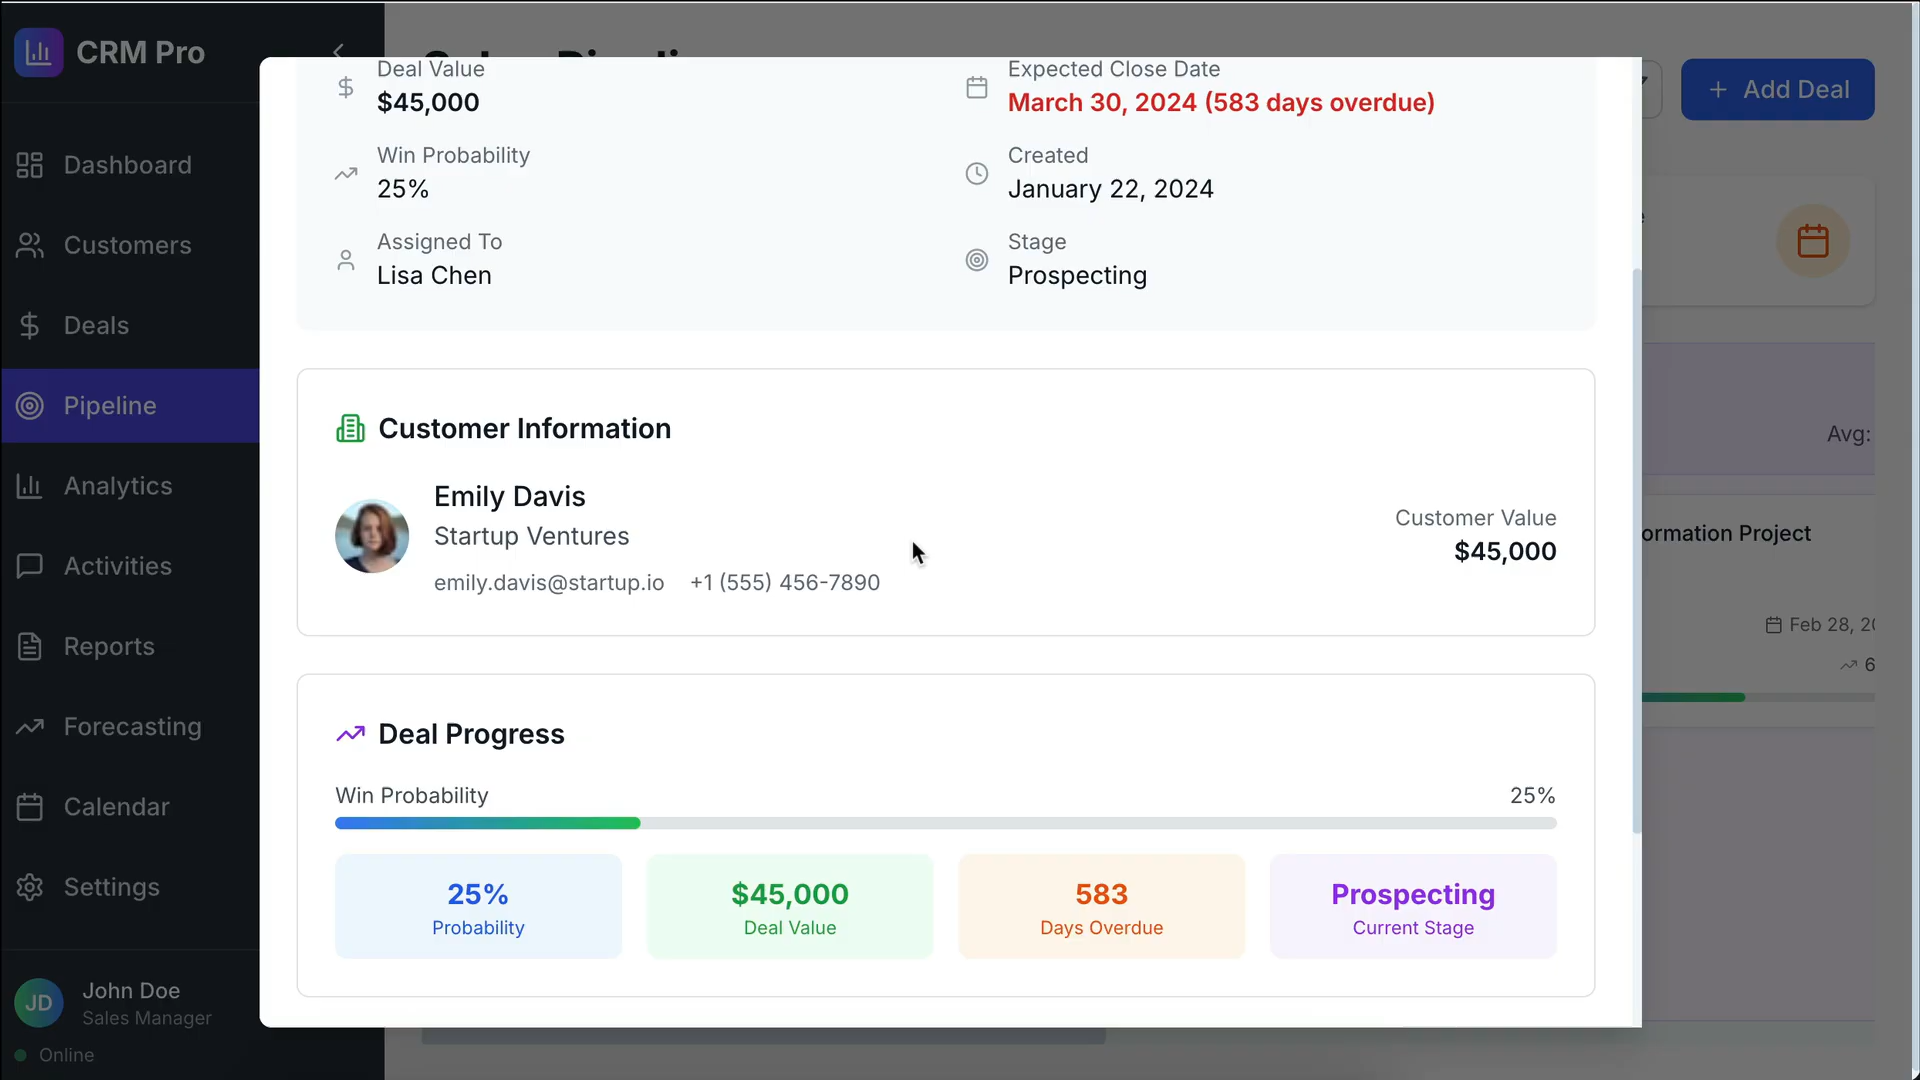 CRM Pro
Dashboard
Customers
Deals
Pipeline
Analytics
Activities
Reports
Forecasting
Calendar
Settings
JD
John Doe
Sales Manager
Online
Add Deal
Deal Value
$45,000
Expected Close Date
March 30, 2024 (583 days overdue)
Win Probability
25%
Created
January 22, 2024
Assigned To
Lisa Chen
Stage
Prospecting
Customer Information
Emily Davis
Startup Ventures
emily.davis@startup.io +1 (555) 456-7890
Customer Value
$45,000
Deal Progress
Win Probability 25%
25%
Probability
$45,000
Deal Value
583
Days Overdue
Prospecting
Current Stage
Avg:
ormation Project
Feb 28, 20
6